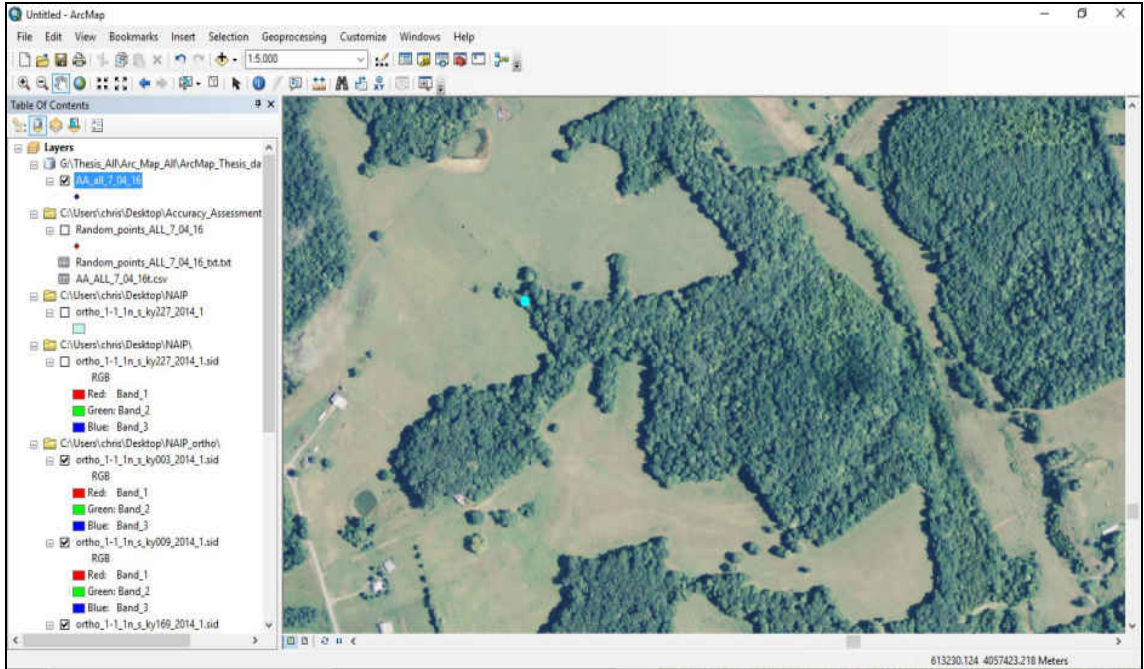 Untitled - ArcMap
File Edit View Bookmarks Insert Selection Geoprocessing Customize Windows Help
1:5,000
Table Of Contents
Layers
G:\Thesis_All\Arc_Map_All\ArcMap_Thesis_da
AA_all_7_04_16
C:\Users\chris\Desktop\Accuracy_Assessment
Random_points_ALL_7_04_16
Random_points_ALL_7_04_16_txt.txt
AA_ALL_7_04_16t.csv
C:\Users\chris\Desktop\NAIP
ortho_1-1_1n_s_ky227_2014_1
C:\Users\chris\Desktop\NAIP\
ortho_1-1_1n_s_ky227_2014_1.sid
RGB
Red: Band_1
Green: Band_2
Blue: Band_3
C:\Users\chris\Desktop\NAIP_ortho\
ortho_1-1_1n_s_ky003_2014_1.sid
RGB
Red: Band_1
Green: Band_2
Blue: Band_3
ortho_1-1_1n_s_ky009_2014_1.sid
RGB
Red: Band_1
Green: Band_2
Blue: Band_3
ortho_1-1_1n_s_ky169_2014_1.sid
613230.124 4057423.218 Meters